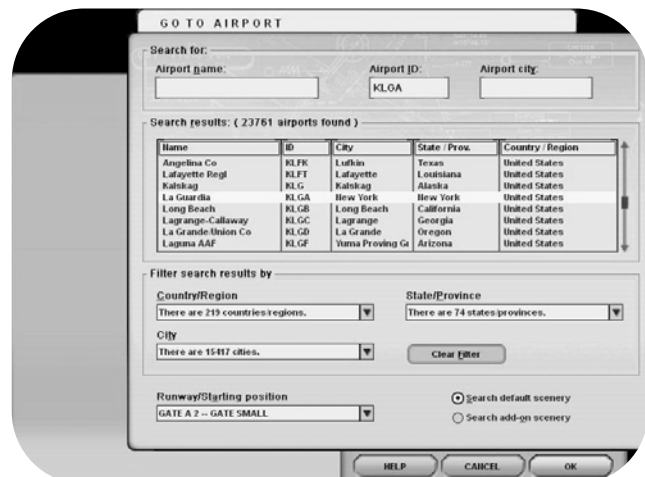 GO TO AIRPORT
Search for:
Airport name: Airport ID: Airport city:
KLGA
Search results: ( 23761 airports found )
Name ID City State / Prov. Country / Region
Angelina Co KLFK Lufkin Texas United States
Lafayette Regl KLFT Lafayette Louisiana United States
Kalskag KLG Kalskag Alaska United States
La Guardia KLGA New York New York United States
Long Beach KLGB Long Beach California United States
Lagrange-Callaway KLGC Lagrange Georgia United States
La Grande/Union Co KLGD La Grande Oregon United States
Laguna AAF KLGF Yuma Proving Gr Arizona United States
Filter search results by
Country/Region State/Province
There are 219 countries/regions. There are 74 states/provinces.
City
There are 15417 cities. Clear Filter
Runway/Starting position Search default scenery
GATE A 2 -- GATE SMALL Search add-on scenery
HELP CANCEL OK